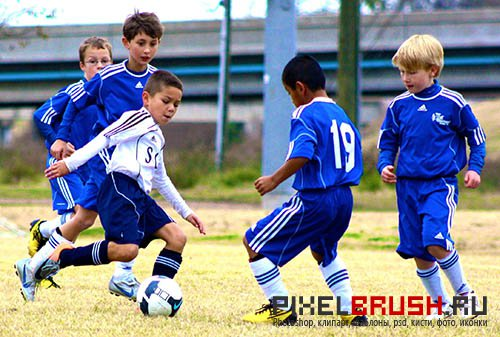 19
PIXELBRUSH.RU
Photoshop, клипарт, шаблоны, psd, кисти, фото, иконки